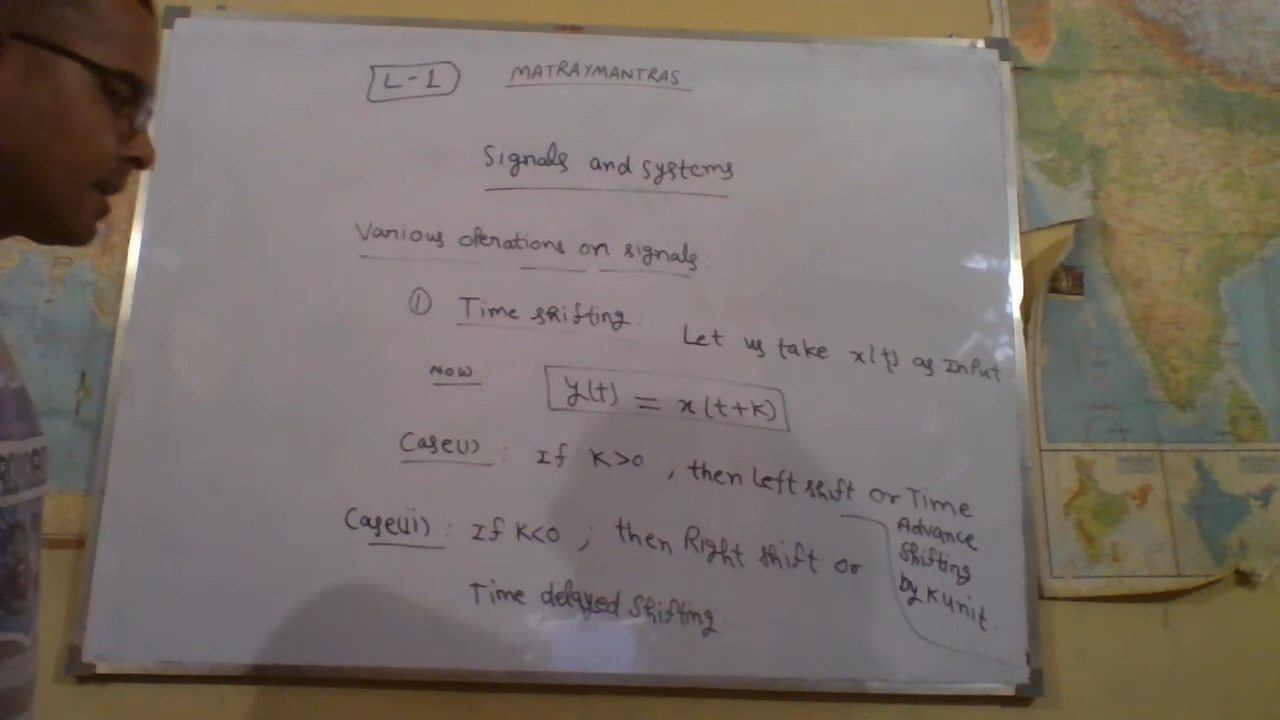 L-1 MATRAYMANTRAS
Signals and systems
Various operations on signals:
① Time shifting: Let us take x(t) as Input
NOW y(t) = x(t+K)
Case(i): If K>0; then Left shift or Time
Advance
shifting
by K unit.
Case(ii): If K<0; then Right shift or
Time delayed shifting.